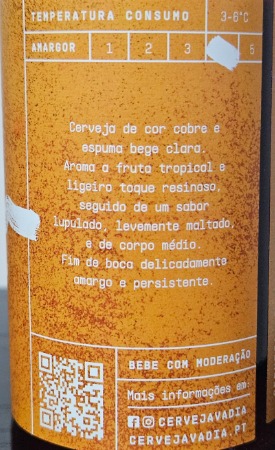 TEMPERATURA CONSUMO 3-6°C
AMARGOR 1 2 3 5
Cerveja de cor cobre e
espuma bege clara.
Aroma a fruta tropical e
ligeiro toque resinoso,
seguido de um sabor
lupulado, levemente maltado,
e de corpo médio.
Fim de boca delicadamente
amargo e persistente.
BEBE COM MODERAÇÃO
Mais informações em:
CERVEJAVADIA
CERVEJAVADIA.PT